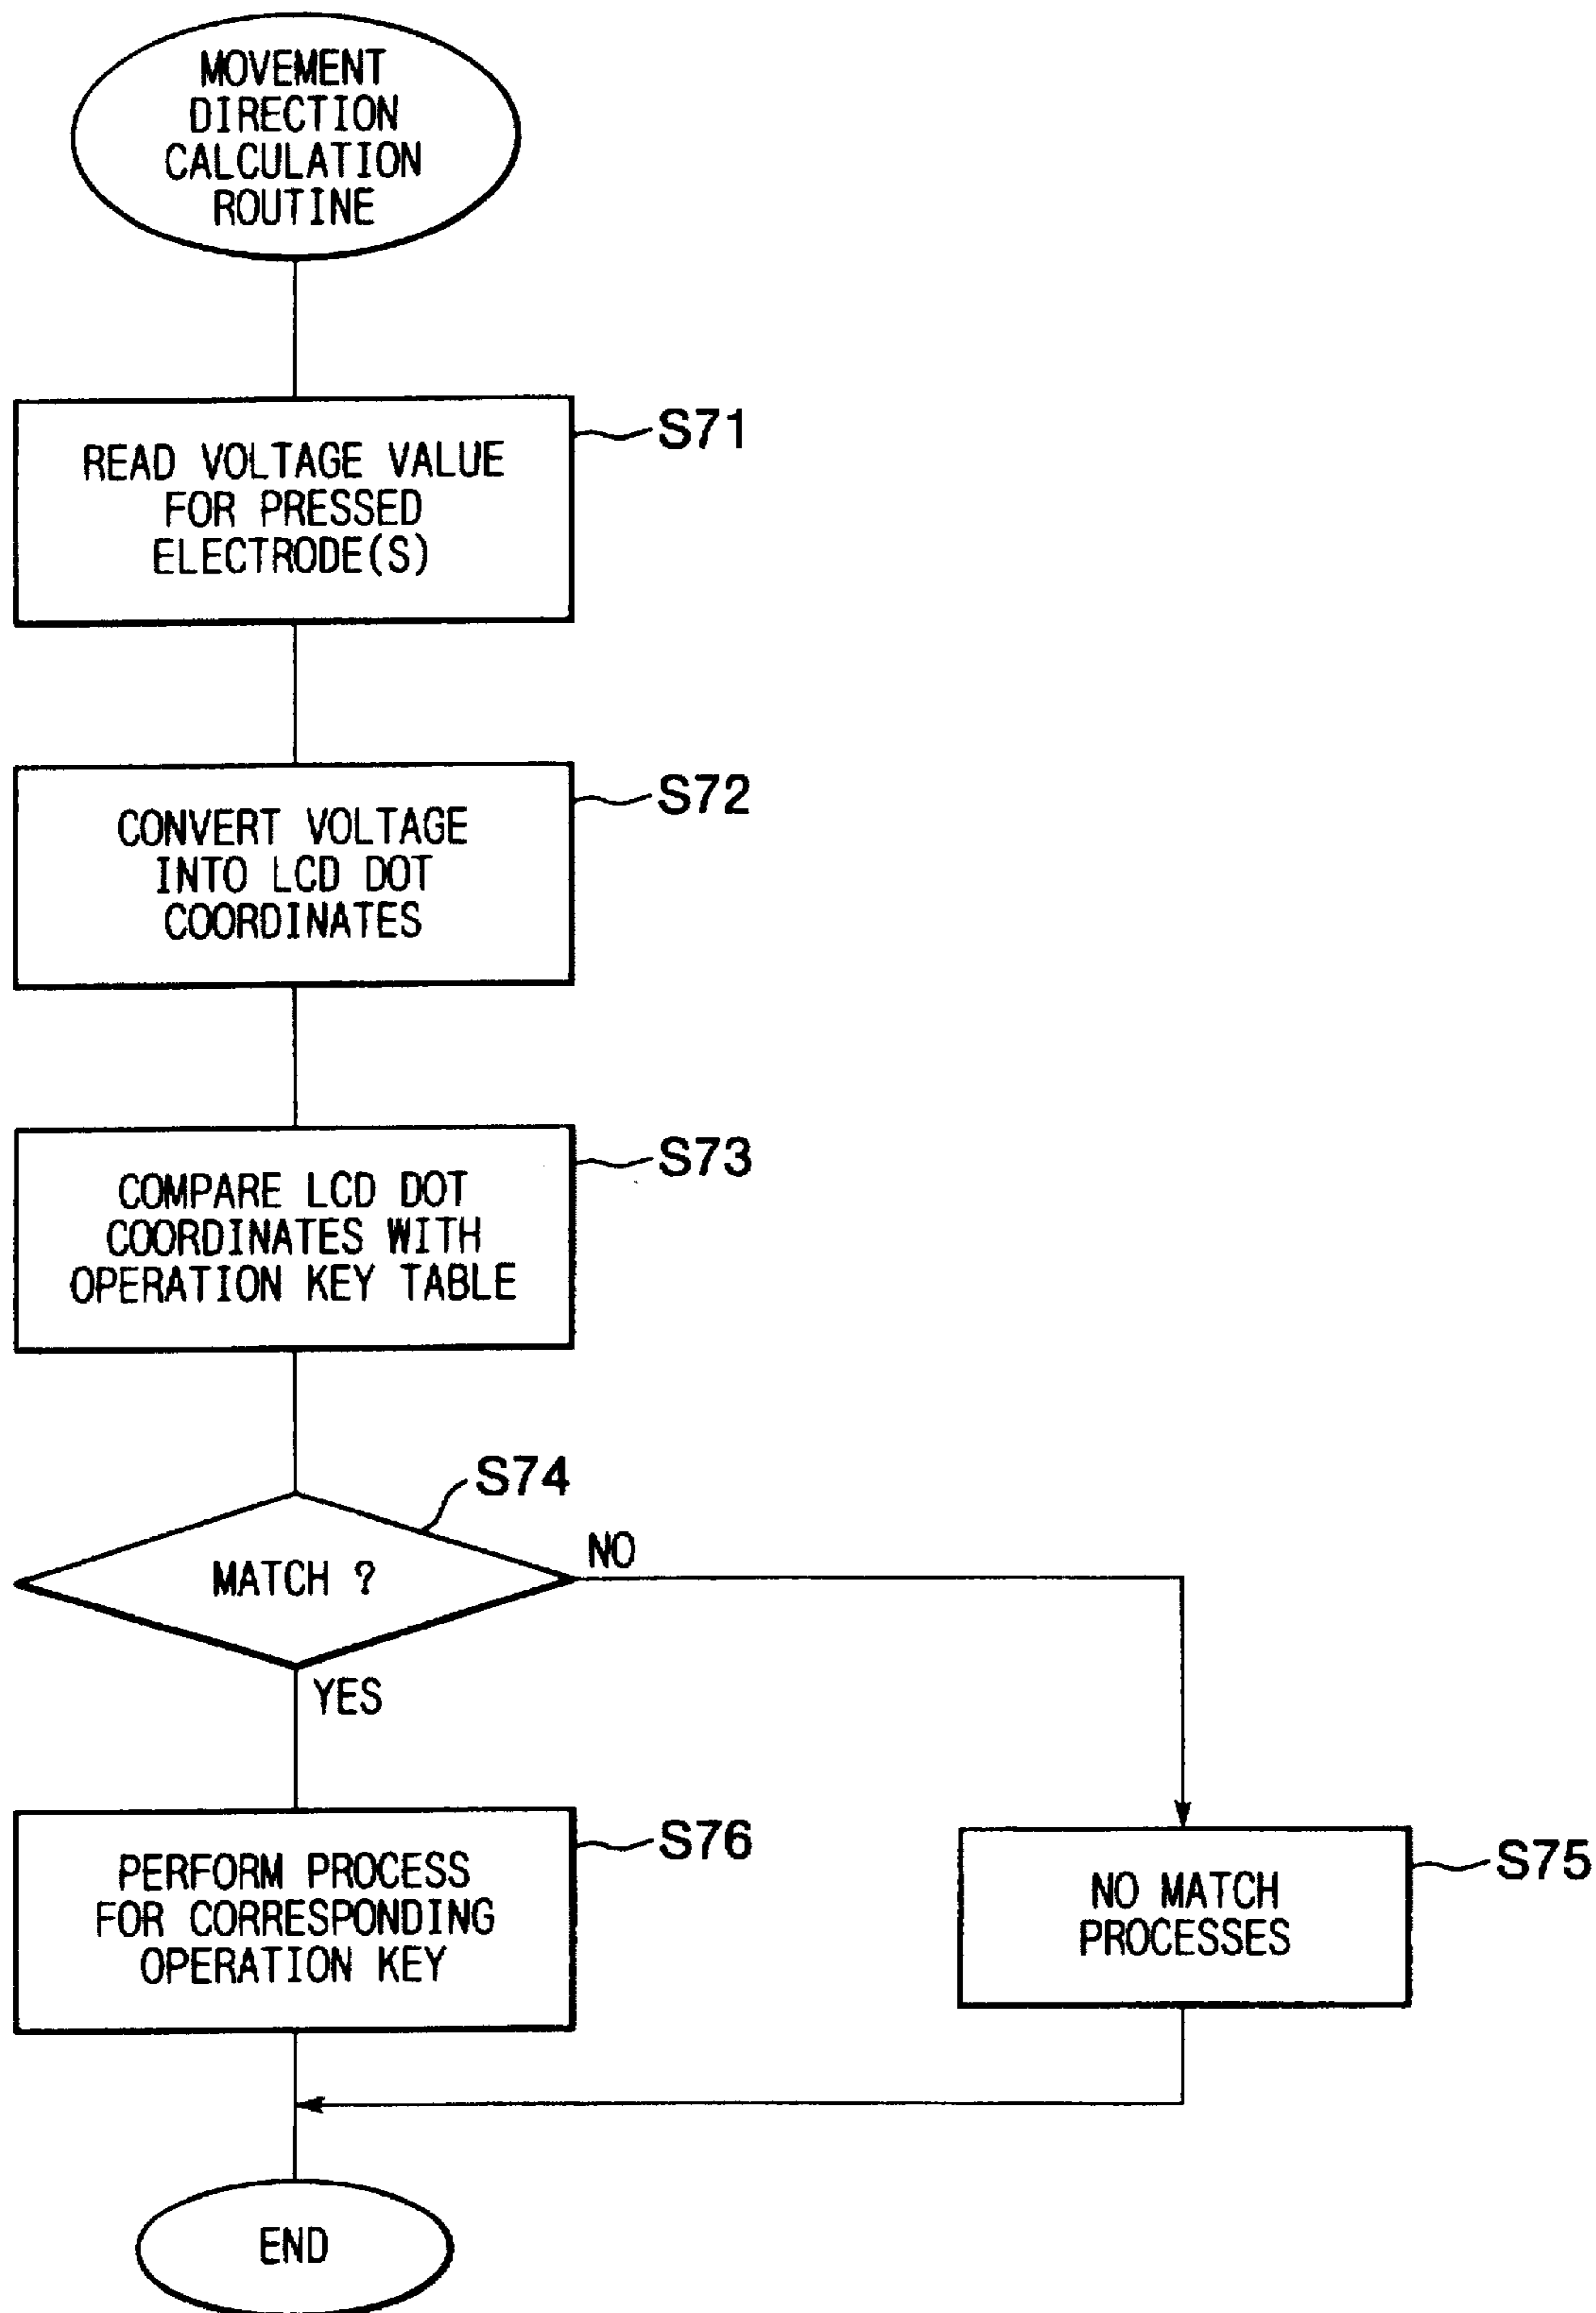 MOVEMENT
DIRECTION
CALCULATION
ROUTINE
S71
READ VOLTAGE VALUE
FOR PRESSED
ELECTRODE(S)
S72
CONVERT VOLTAGE
INTO LCD DOT
COORDINATES
S73
COMPARE LCD DOT
COORDINATES WITH
OPERATION KEY TABLE
S74
MATCH ?
NO
YES
S76
PERFORM PROCESS
FOR CORRESPONDING
OPERATION KEY
S75
NO MATCH
PROCESSES
END